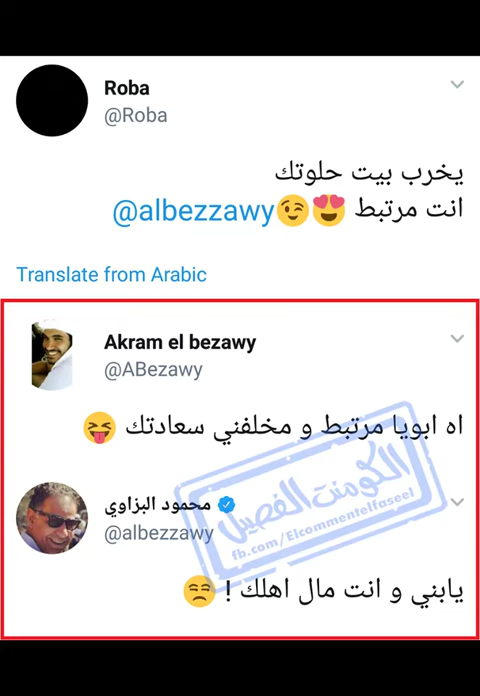 Roba
@Roba
يخرب بيت حلوتك
انت مرتبط 😍😉@albezzawy
Translate from Arabic
Akram el bezawy
@ABezawy
اه ابويا مرتبط و مخلفني سعادتك 😝
الكومنت الفصيل
fb.com/Elcommentelfaseel
محمود البزاوي
@albezzawy
يابني و انت مال اهلك ! 😒